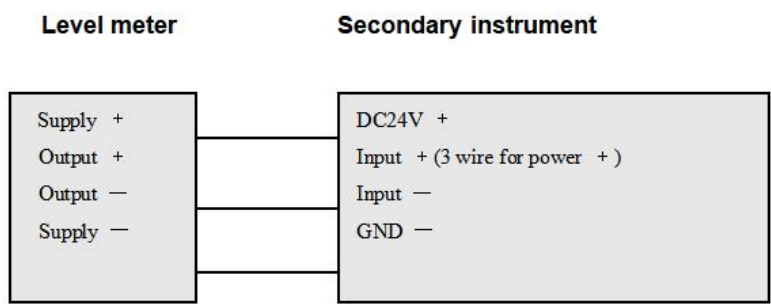 Level meter
Secondary instrument
Supply +
Output +
Output —
Supply —
DC24V +
Input + (3 wire for power + )
Input —
GND —